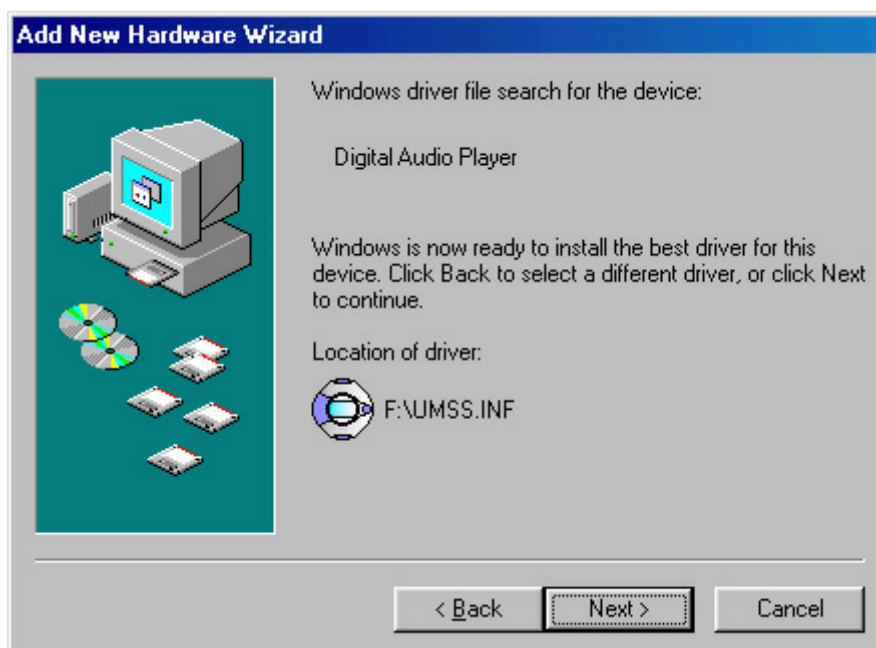 Add New Hardware Wizard
Windows driver file search for the device:
Digital Audio Player
Windows is now ready to install the best driver for this
device. Click Back to select a different driver, or click Next
to continue.
Location of driver:
F:\UMSS.INF
< Back
Next >
Cancel